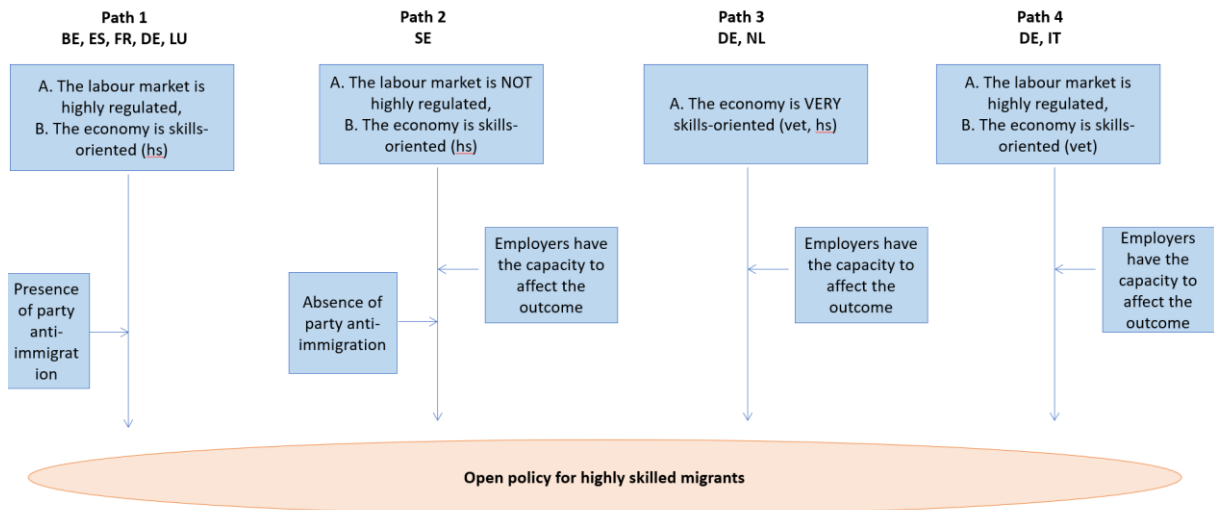 Path 1
BE, ES, FR, DE, LU
A. The labour market is
highly regulated,
B. The economy is skills-
oriented (hs)
Presence
of party
anti-
immigrat
ion
Path 2
SE
A. The labour market is NOT
highly regulated,
B. The economy is skills-
oriented (hs)
Employers have
the capacity to
affect the
outcome
Absence of
party anti-
immigration
Path 3
DE, NL
A. The economy is VERY
skills-oriented (vet, hs)
Employers have
the capacity to
affect the
outcome
Path 4
DE, IT
A. The labour market is
highly regulated,
B. The economy is skills-
oriented (vet)
Employers
have the
capacity to
affect the
outcome
Open policy for highly skilled migrants